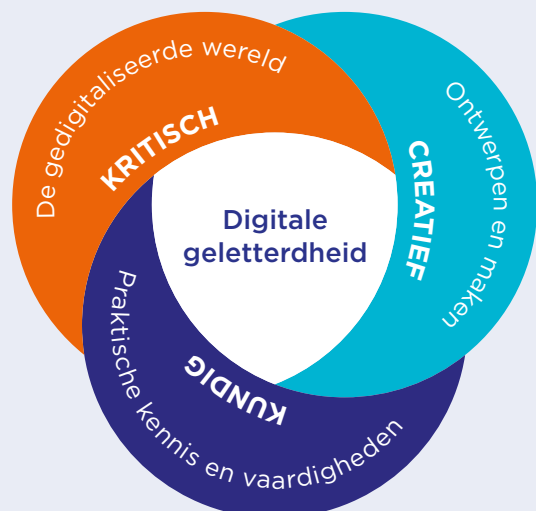 De gedigitaliseerde wereld
KRITISCH
Ontwerpen en maken
CREATIEF
Digitale
geletterdheid
KUNDIG
Praktische kennis en vaardigheden